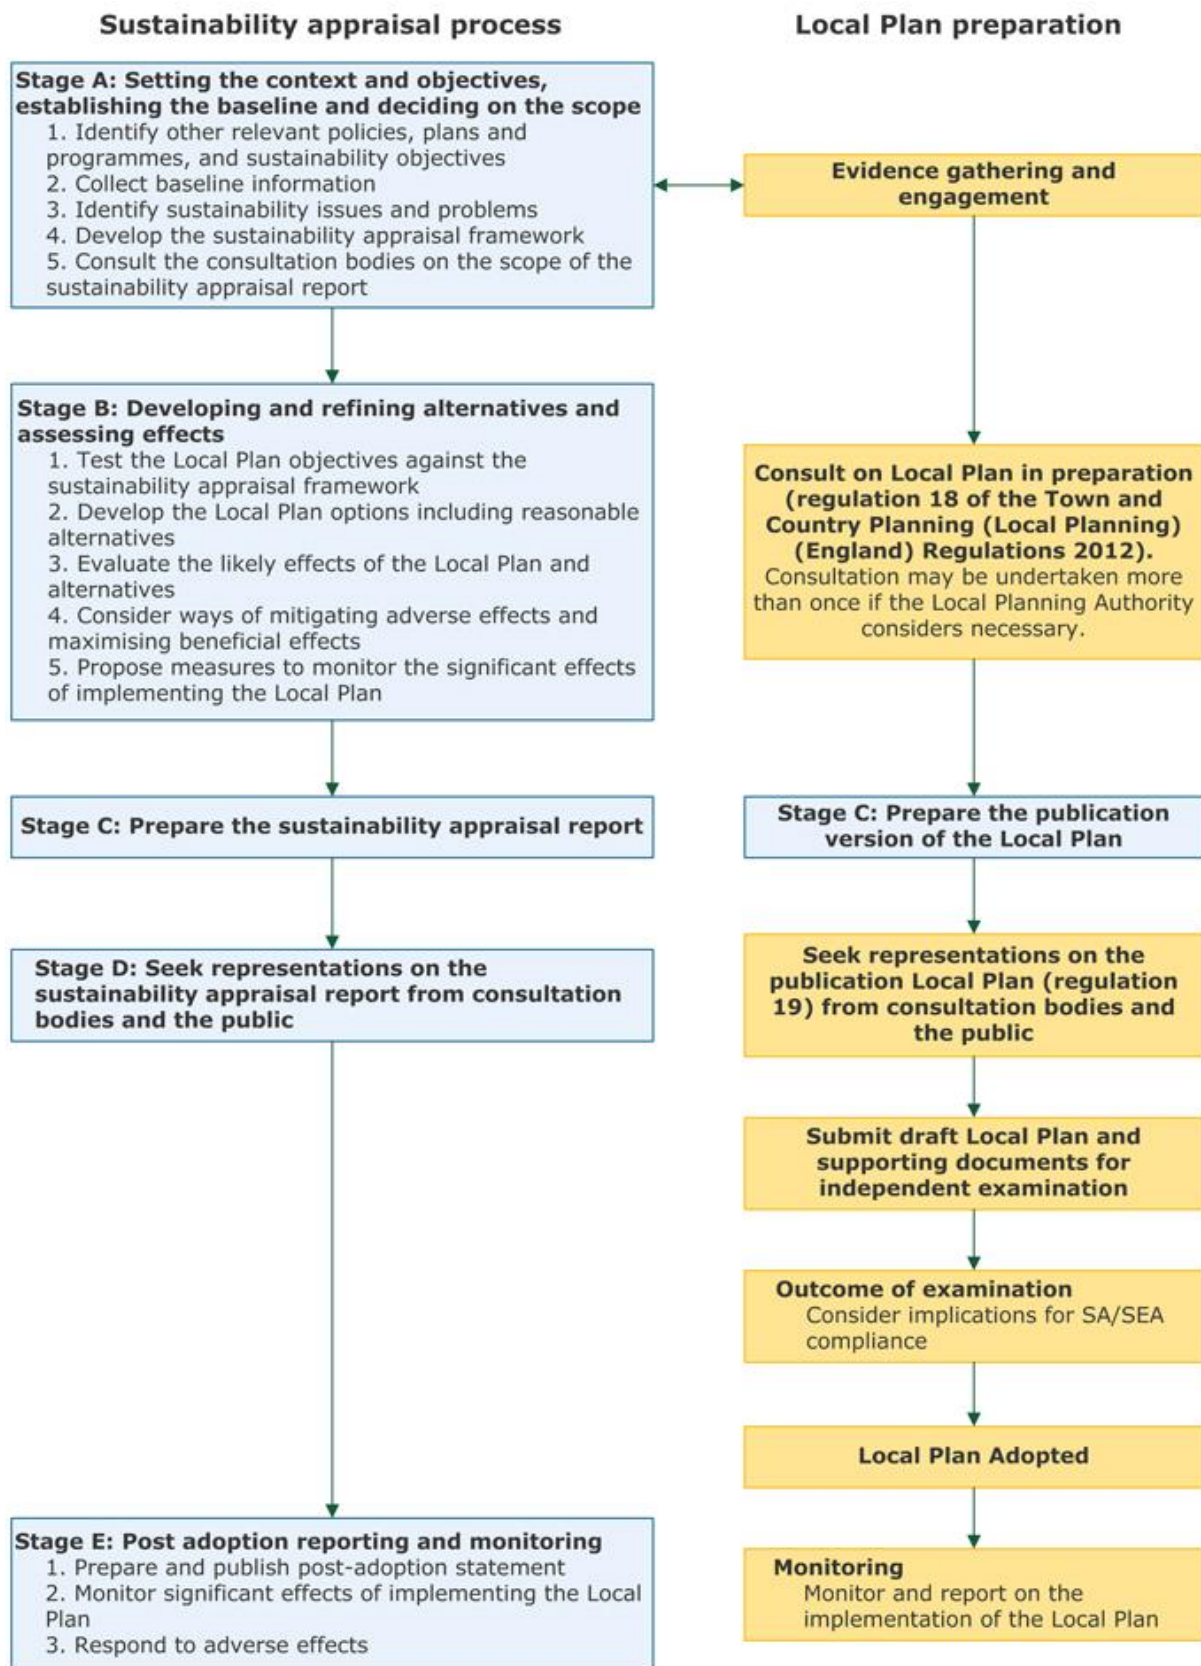 Sustainability appraisal process
Stage A: Setting the context and objectives,
establishing the baseline and deciding on the scope
1. Identify other relevant policies, plans and
programmes, and sustainability objectives
2. Collect baseline information
3. Identify sustainability issues and problems
4. Develop the sustainability appraisal framework
5. Consult the consultation bodies on the scope of the
sustainability appraisal report
Stage B: Developing and refining alternatives and
assessing effects
1. Test the Local Plan objectives against the
sustainability appraisal framework
2. Develop the Local Plan options including reasonable
alternatives
3. Evaluate the likely effects of the Local Plan and
alternatives
4. Consider ways of mitigating adverse effects and
maximising beneficial effects
5. Propose measures to monitor the significant effects
of implementing the Local Plan
Stage C: Prepare the sustainability appraisal report
Stage D: Seek representations on the
sustainability appraisal report from consultation
bodies and the public
Stage E: Post adoption reporting and monitoring
1. Prepare and publish post-adoption statement
2. Monitor significant effects of implementing the Local
Plan
3. Respond to adverse effects
Local Plan preparation
Evidence gathering and
engagement
Consult on Local Plan in preparation
(regulation 18 of the Town and
Country Planning (Local Planning)
(England) Regulations 2012).
Consultation may be undertaken more
than once if the Local Planning Authority
considers necessary.
Stage C: Prepare the publication
version of the Local Plan
Seek representations on the
publication Local Plan (regulation
19) from consultation bodies and
the public
Submit draft Local Plan and
supporting documents for
independent examination
Outcome of examination
Consider implications for SA/SEA
compliance
Local Plan Adopted
Monitoring
Monitor and report on the
implementation of the Local Plan